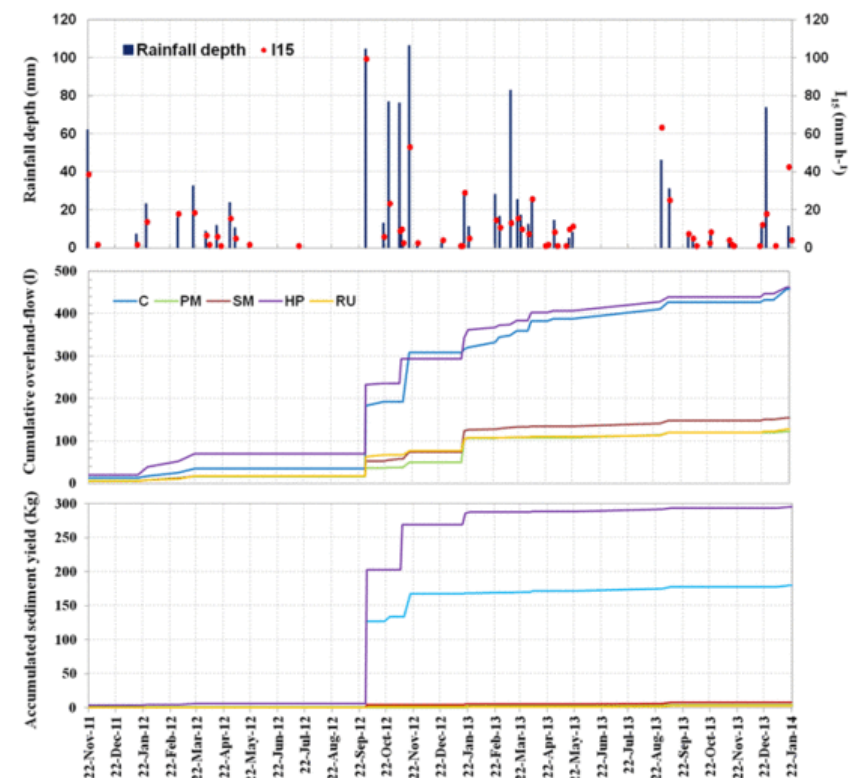 120
120
Rainfall depth
I15
100
100
80
80
60
60
40
40
20
20
0
0
Rainfall depth (mm)
I15 (mm h-1)
500
C
PM
SM
HP
RU
400
300
200
100
0
Cumulative overland-flow (l)
300
250
200
150
100
50
0
Accumulated sediment yield (Kg)
22-Nov-11
22-Dec-11
22-Jan-12
22-Feb-12
22-Mar-12
22-Apr-12
22-May-12
22-Jun-12
22-Jul-12
22-Aug-12
22-Sep-12
22-Oct-12
22-Nov-12
22-Dec-12
22-Jan-13
22-Feb-13
22-Mar-13
22-Apr-13
22-May-13
22-Jun-13
22-Jul-13
22-Aug-13
22-Sep-13
22-Oct-13
22-Nov-13
22-Dec-13
22-Jan-14